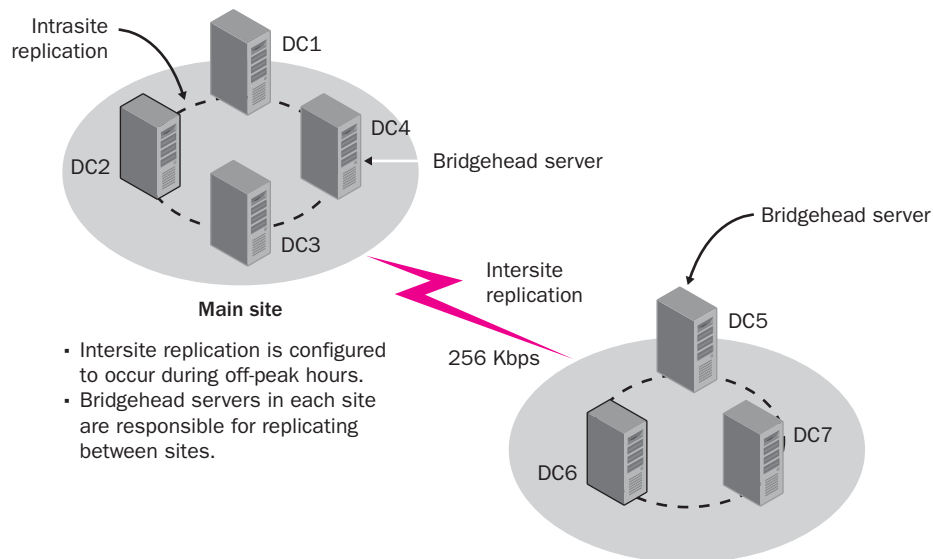 Intrasite
replication
DC1
DC2
DC4
Bridgehead server
DC3
Main site
▪ Intersite replication is configured
to occur during off-peak hours.
▪ Bridgehead servers in each site
are responsible for replicating
between sites.
Intersite
replication
256 Kbps
Bridgehead server
DC5
DC6
DC7